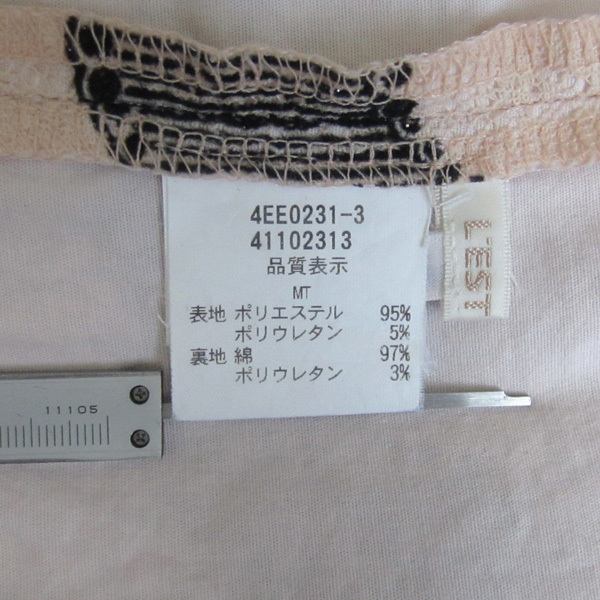 4EE0231-3
41102313
品質表示
MT
表地 ポリエステル 95%
ポリウレタン 5%
裏地 綿 97%
ポリウレタン 3%
L'EST
11105